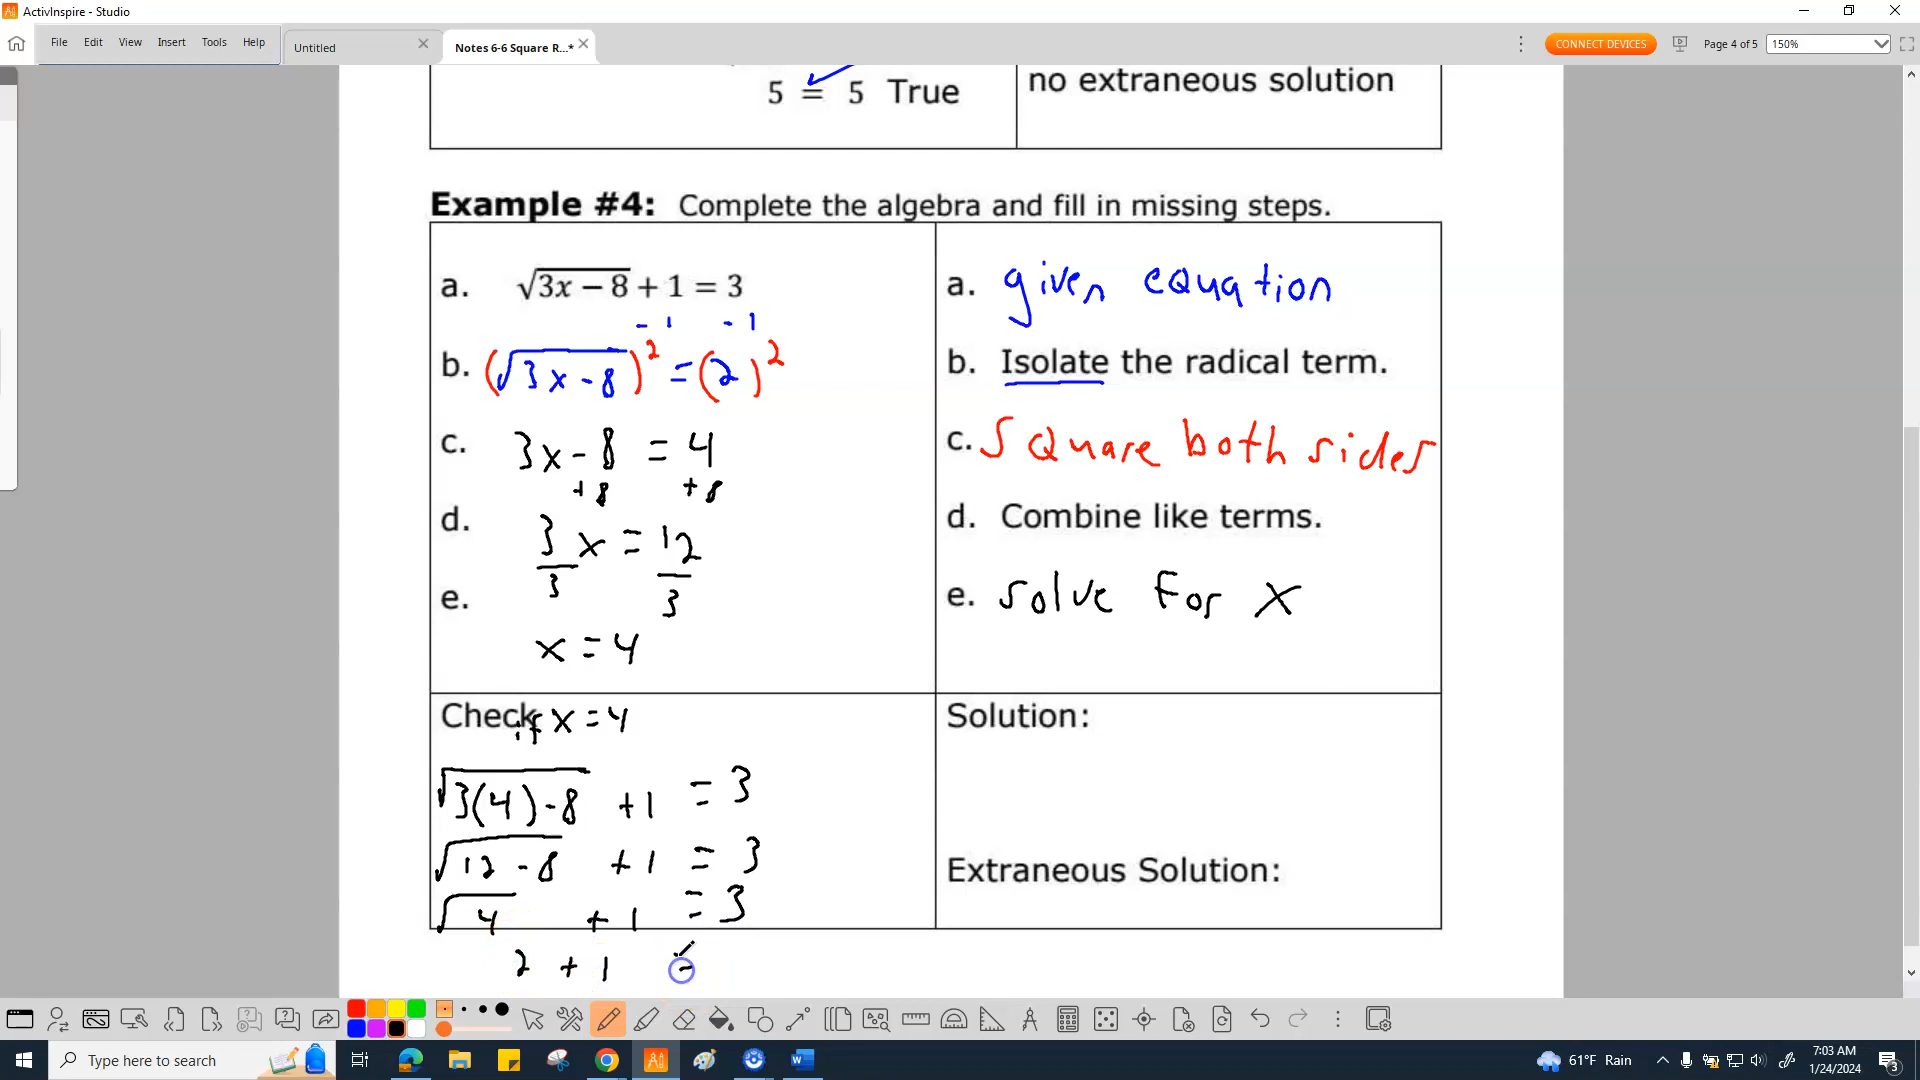 ActivInspire - Studio
File Edit View Insert Tools Help
Untitled
Notes 6-6 Square R...*
CONNECT DEVICES
Page 4 of 5
150%
5 = 5 True
no extraneous solution
Example #4: Complete the algebra and fill in missing steps.
a. √(3x − 8) + 1 = 3
- 1 - 1
b. (√(3x - 8))² = (2)²
c. 3x - 8 = 4
+ 8 + 8
d. 3x = 12
3 3
e.
x = 4
a. given equation
b. Isolate the radical term.
c. Square both sides
d. Combine like terms.
e. solve for x
Check if x = 4
√(3(4) - 8) + 1 = 3
√(12 - 8) + 1 = 3
√4 + 1 = 3
2 + 1 =
Solution:
Extraneous Solution:
Type here to search
61°F Rain
7:03 AM
1/24/2024
3